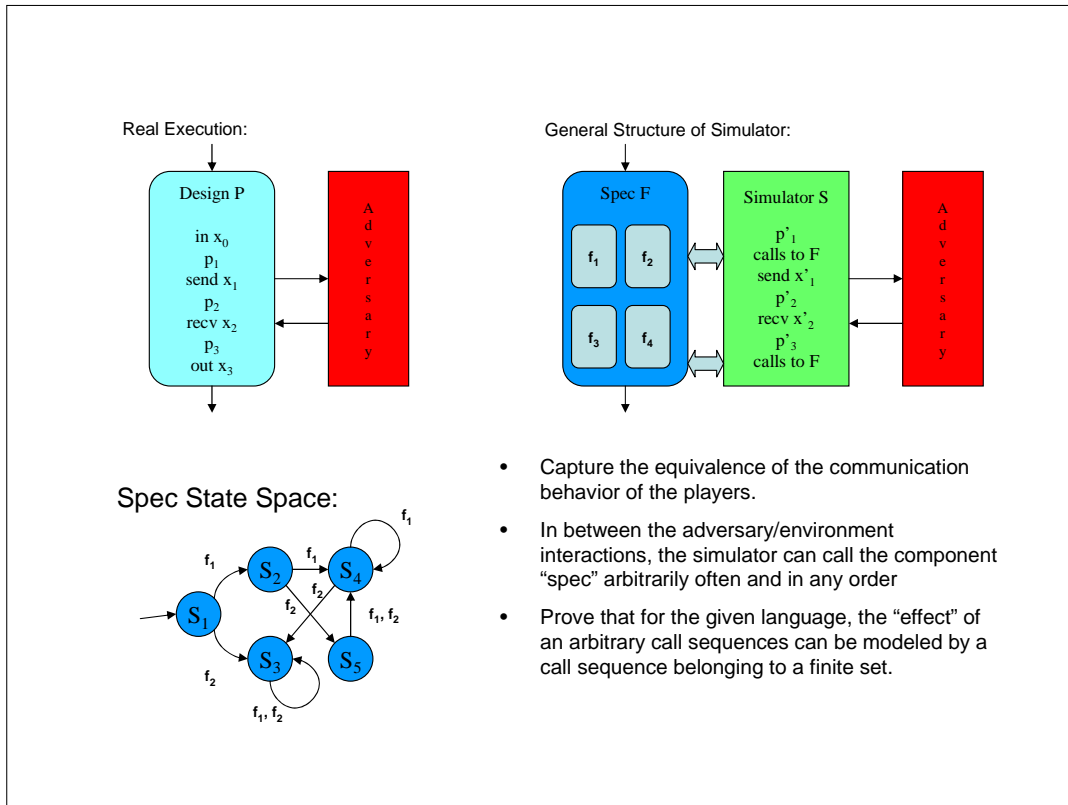 Real Execution:
Design P
in x₀
p₁
send x₁
p₂
recv x₂
p₃
out x₃
Adversary
General Structure of Simulator:
Spec F
f₁ f₂
f₃ f₄
Simulator S
p'₁
calls to F
send x'₁
p'₂
recv x'₂
p'₃
calls to F
Adversary
Spec State Space:
f₁
f₁
f₁
S₂
S₄
f₂
f₂
f₁, f₂
S₁
S₃
S₅
f₂
f₁, f₂
• Capture the equivalence of the communication
behavior of the players.
• In between the adversary/environment
interactions, the simulator can call the component
“spec” arbitrarily often and in any order
• Prove that for the given language, the “effect” of
an arbitrary call sequences can be modeled by a
call sequence belonging to a finite set.